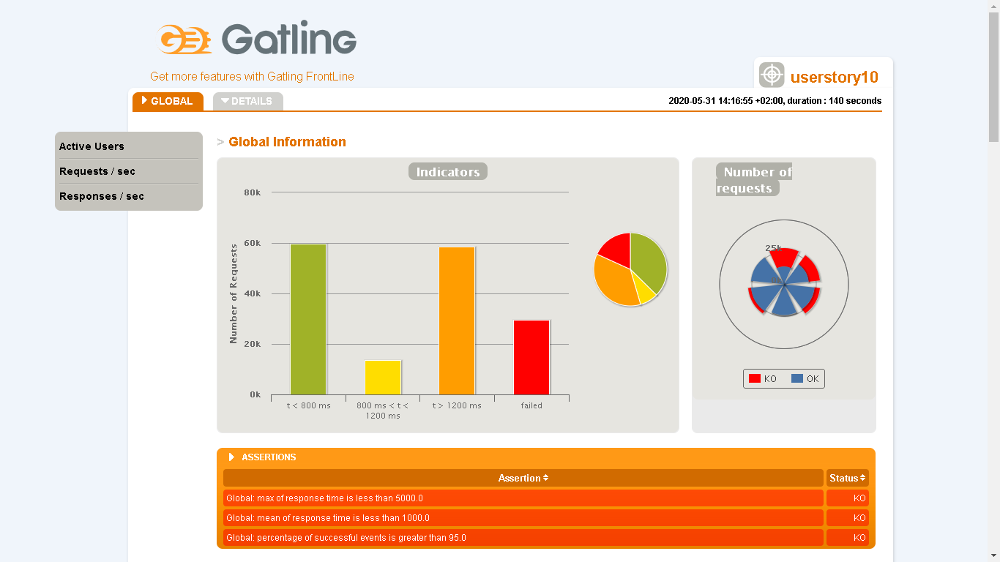 Gatling
Get more features with Gatling FrontLine
userstory10
GLOBAL
DETAILS
2020-05-31 14:16:55 +02:00, duration : 140 seconds
Active Users
Requests / sec
Responses / sec
> Global Information
Indicators
80k
60k
40k
20k
0k
Number of Requests
t < 800 ms
800 ms < t <
1200 ms
t > 1200 ms
failed
Number of
requests
25k
KO
OK
ASSERTIONS
Assertion
Status
Global: max of response time is less than 5000.0
KO
Global: mean of response time is less than 1000.0
KO
Global: percentage of successful events is greater than 95.0
KO